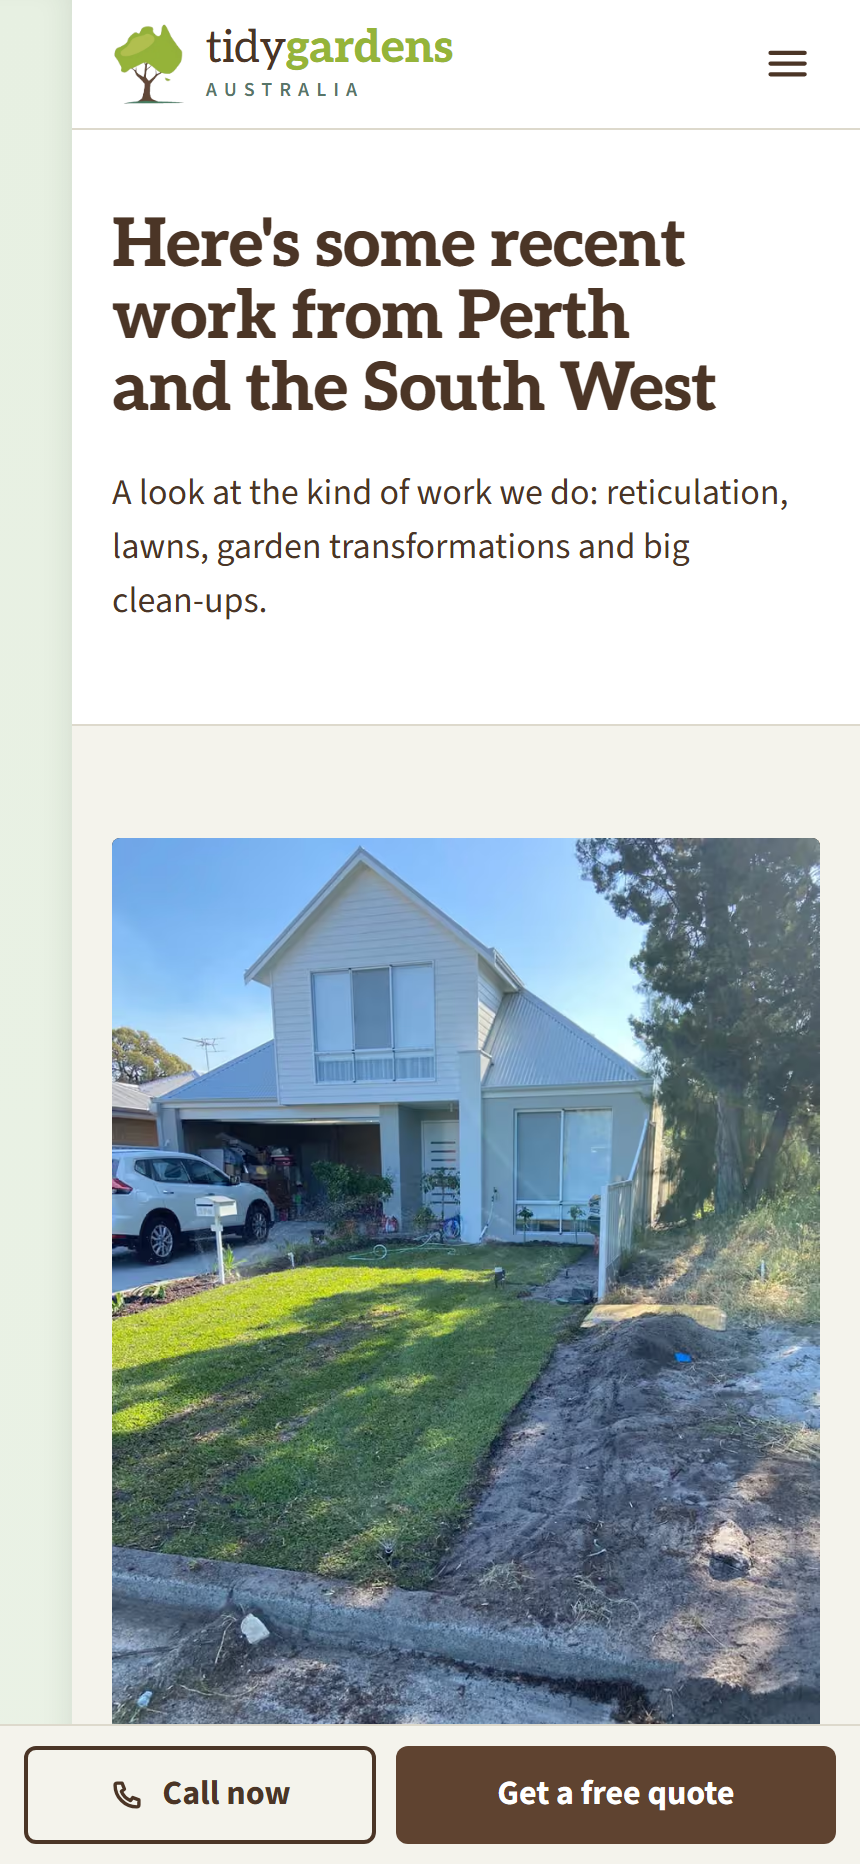 tidygardens
AUSTRALIA
Here's some recent
work from Perth
and the South West
A look at the kind of work we do: reticulation,
lawns, garden transformations and big
clean-ups.
Call now
Get a free quote